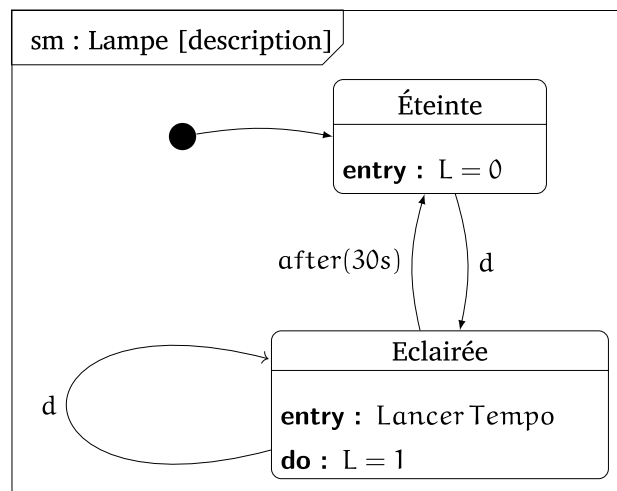 sm : Lampe [description]
Éteinte
entry : L = 0
after(30s)
d
Eclairée
d
entry : Lancer Tempo
do : L = 1